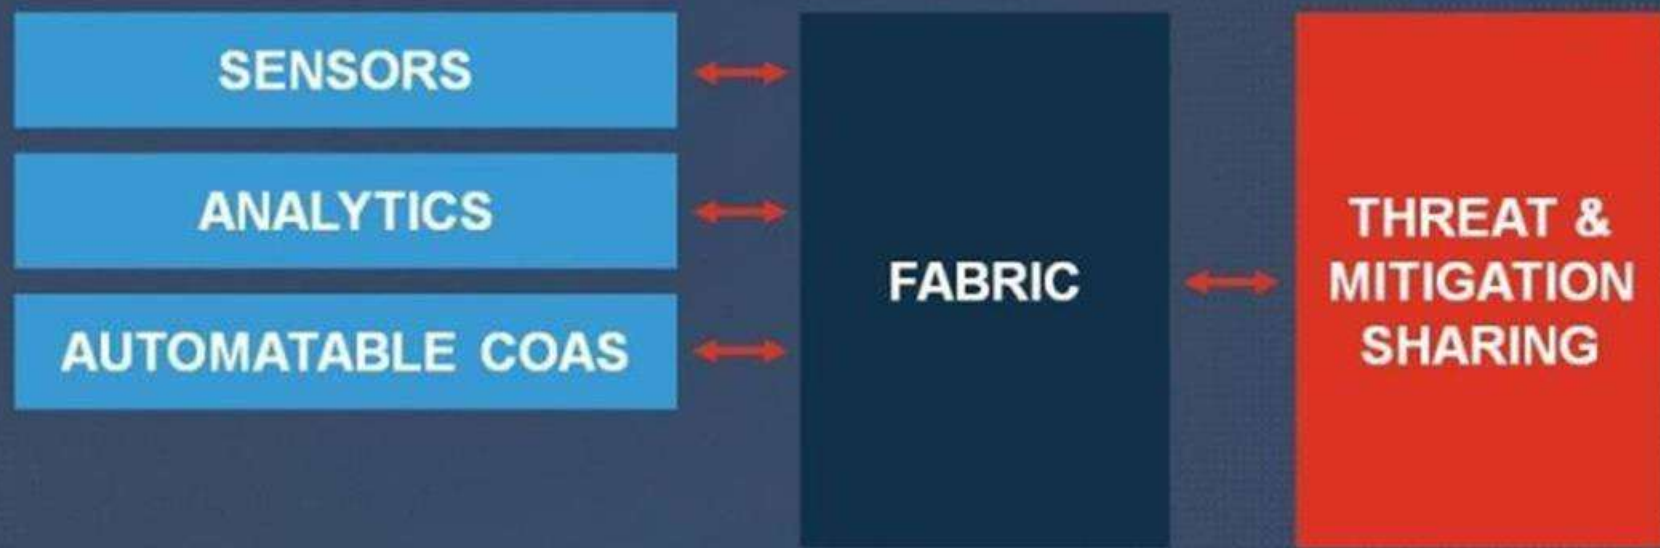 SENSORS
ANALYTICS
AUTOMATABLE COAS
FABRIC
THREAT &
MITIGATION
SHARING